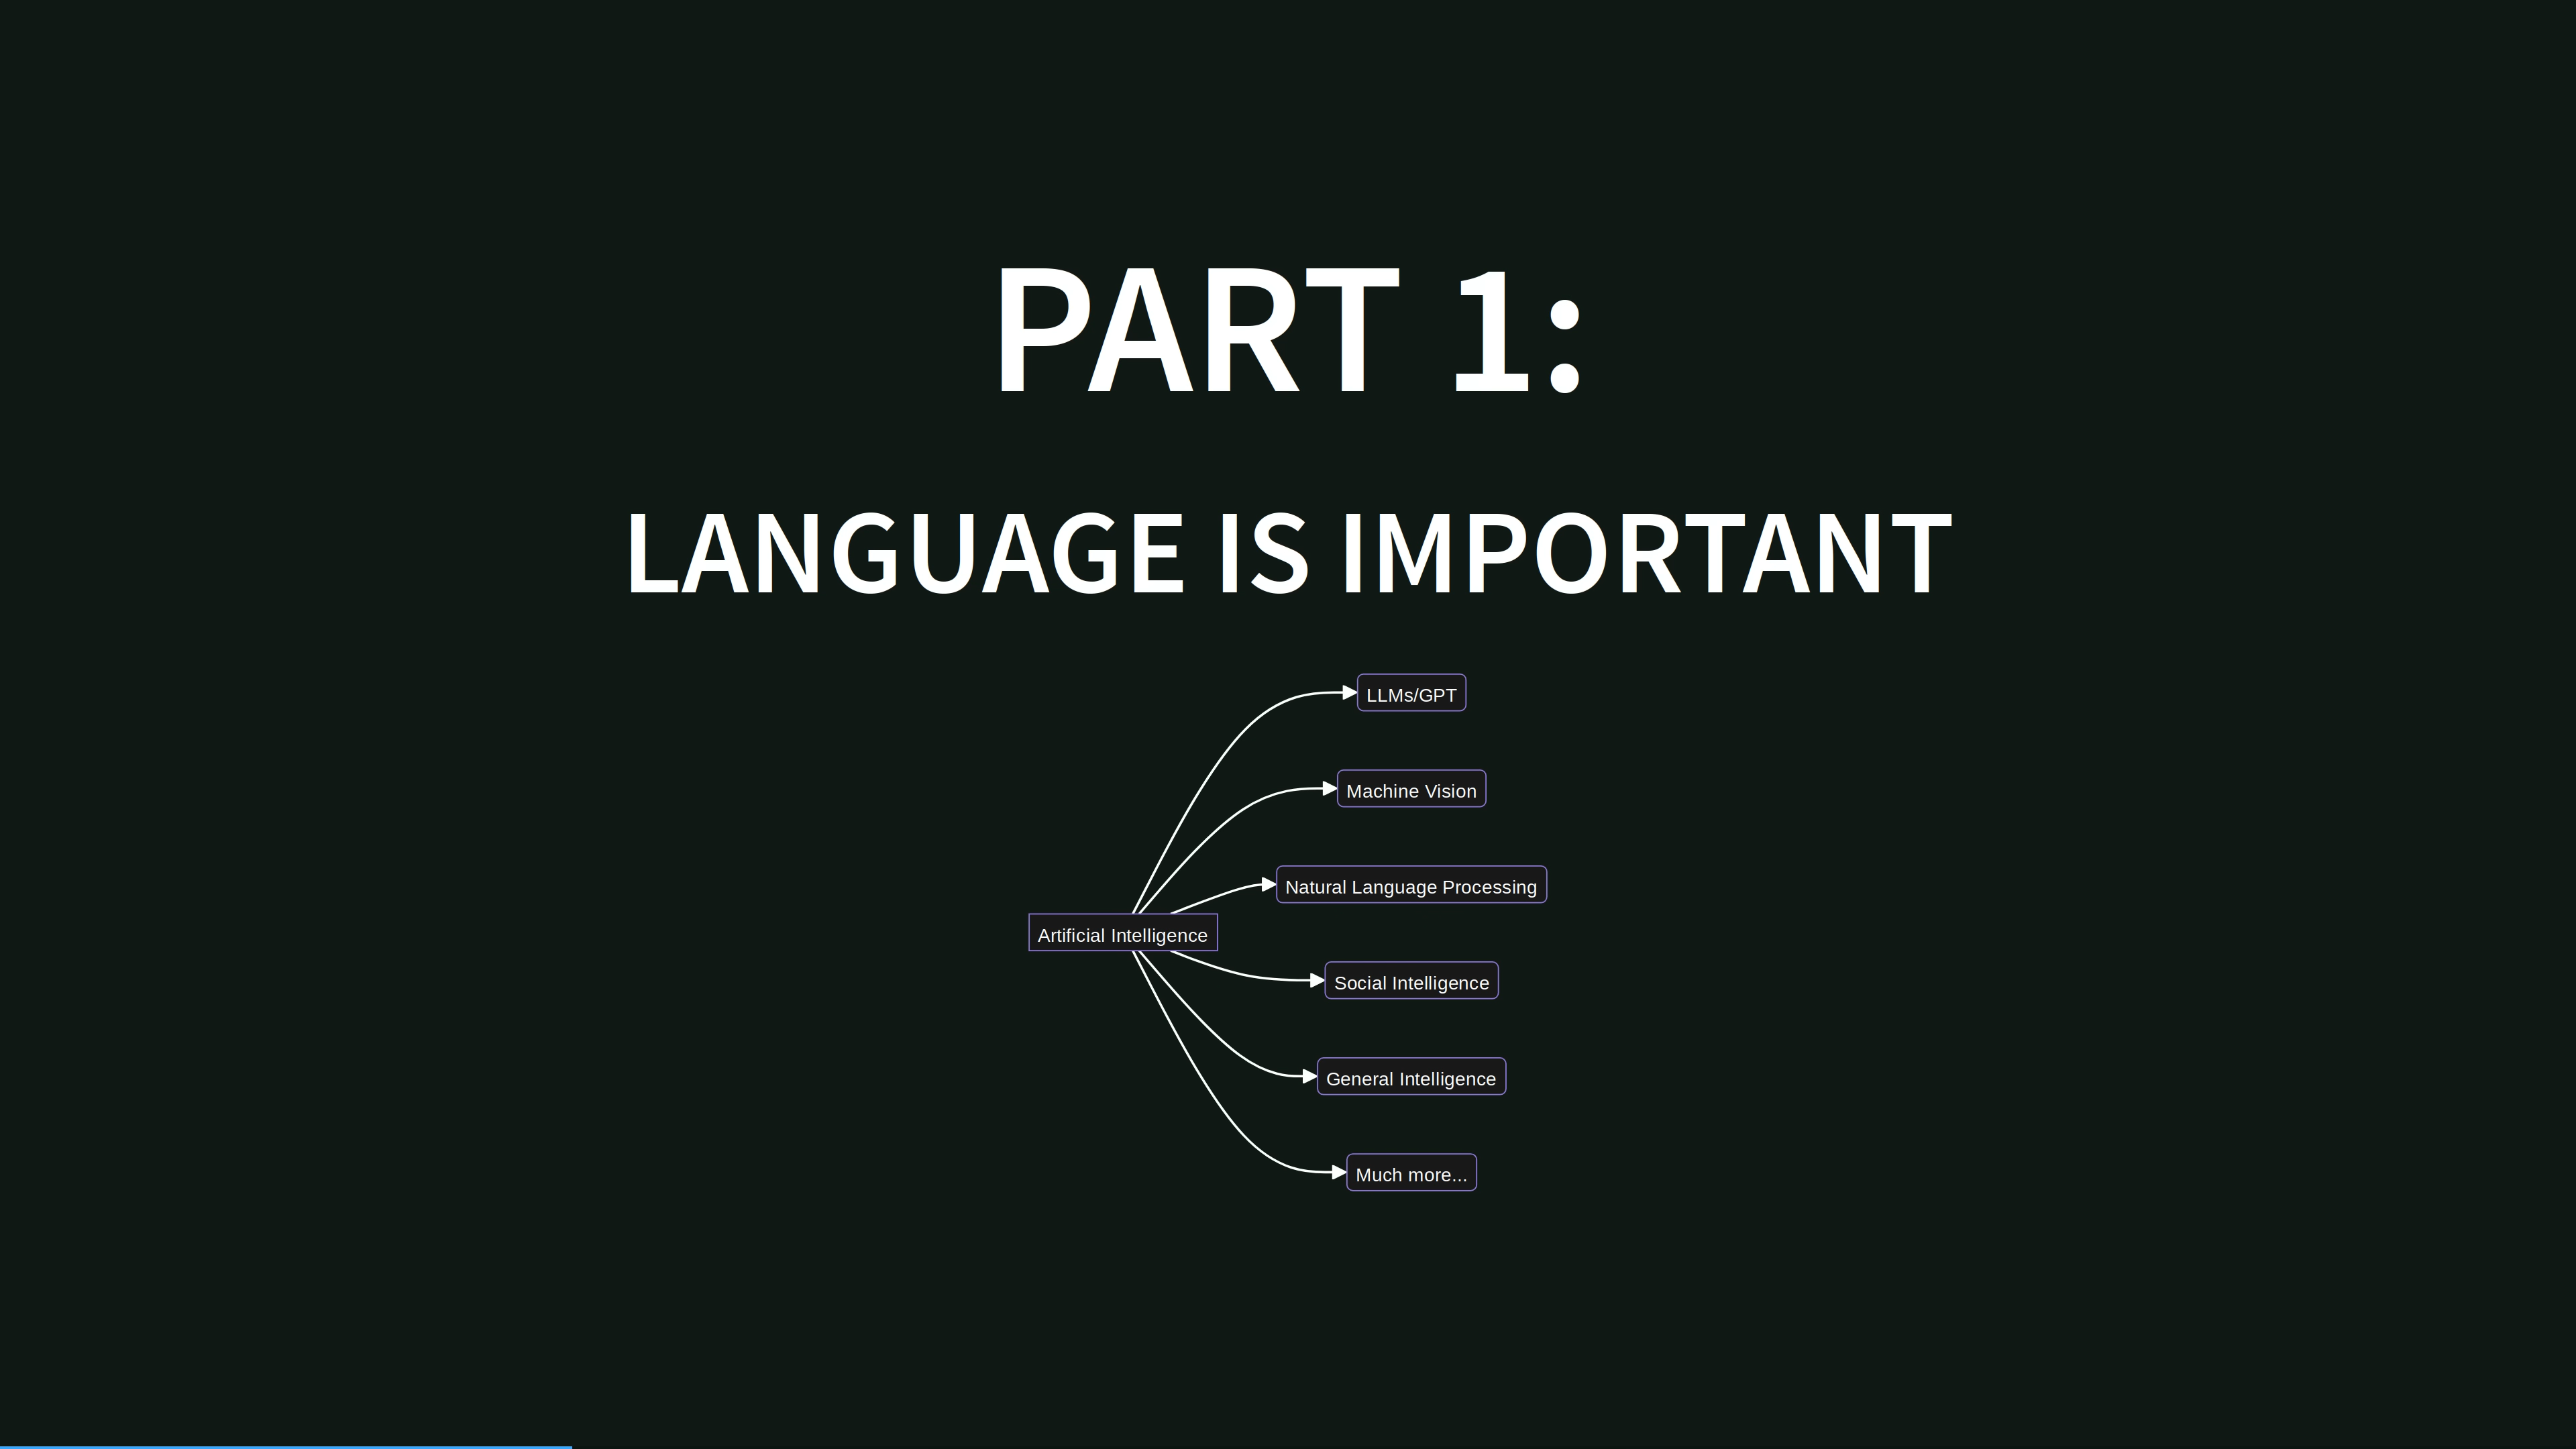 PART 1:
LANGUAGE IS IMPORTANT
LLMs/GPT
Machine Vision
Natural Language Processing
Artificial Intelligence
Social Intelligence
General Intelligence
Much more...